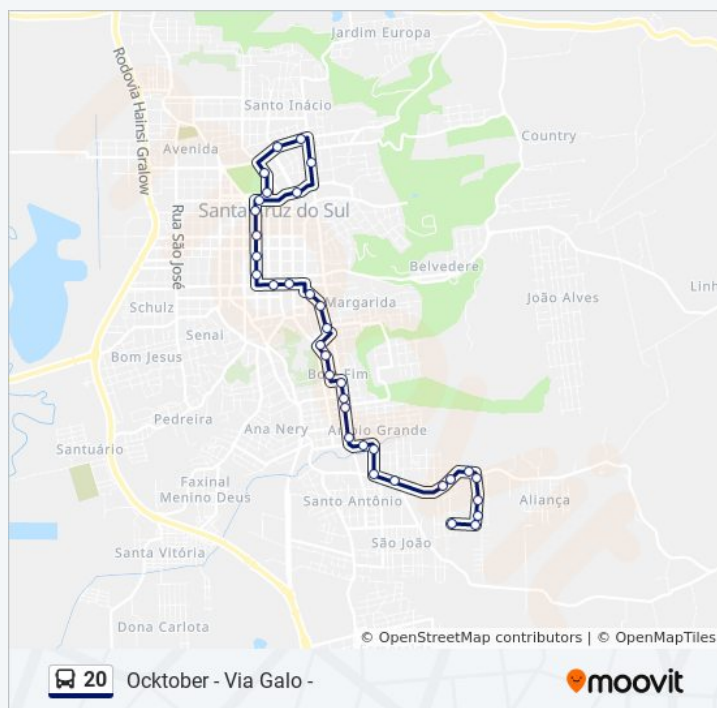 Jardim Europa
Rodovia Hainsi Gralow
Santo Inácio
Country
Avenida
Rua São José
Santa Cruz do Sul
Belvedere
Linh
João Alves
Margarida
Schulz
Senai
Bom Jesus
Bom Fim
Pedreira
Ana Nery
Arroio Grande
Santuário
Faxinal
Menino Deus
Santo Antônio
Aliança
São João
Santa Vitória
Dona Carlota
© OpenStreetMap contributors | © OpenMapTiles
20 Ocktober - Via Galo -
moovit